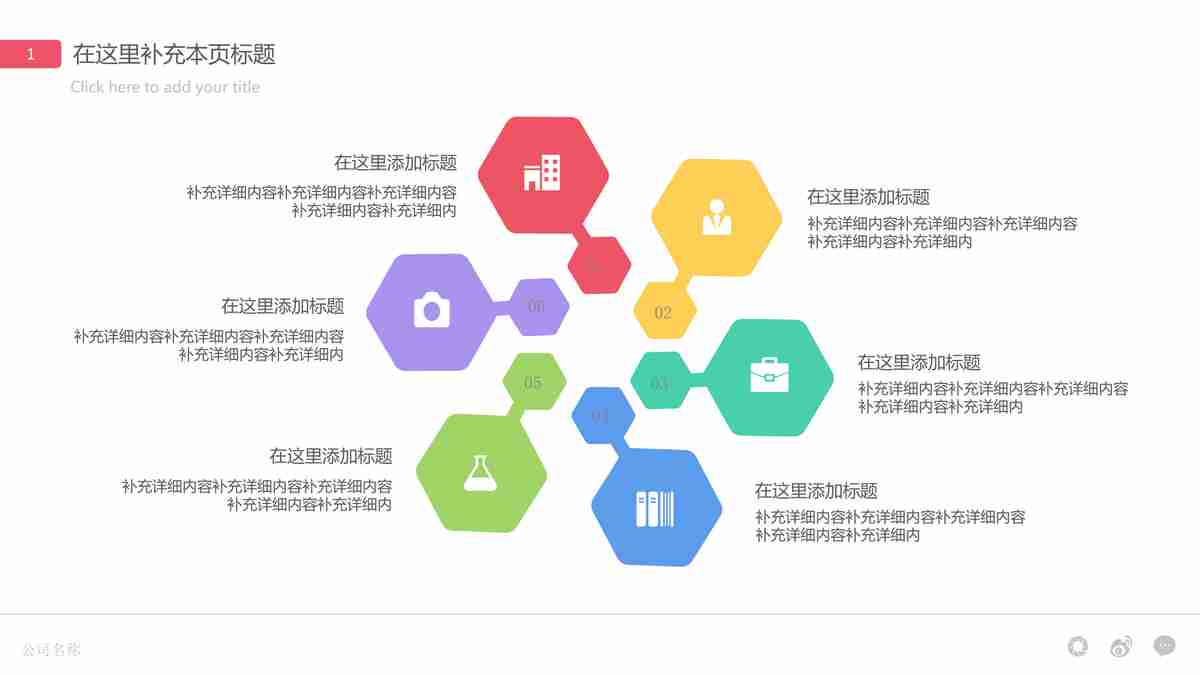 1
在这里补充本页标题
Click here to add your title
在这里添加标题
补充详细内容补充详细内容补充详细内容
补充详细内容补充详细内
01
在这里添加标题
补充详细内容补充详细内容补充详细内容
补充详细内容补充详细内
02
在这里添加标题
补充详细内容补充详细内容补充详细内容
补充详细内容补充详细内
03
在这里添加标题
补充详细内容补充详细内容补充详细内容
补充详细内容补充详细内
04
在这里添加标题
补充详细内容补充详细内容补充详细内容
补充详细内容补充详细内
05
在这里添加标题
补充详细内容补充详细内容补充详细内容
补充详细内容补充详细内
06
公司名称